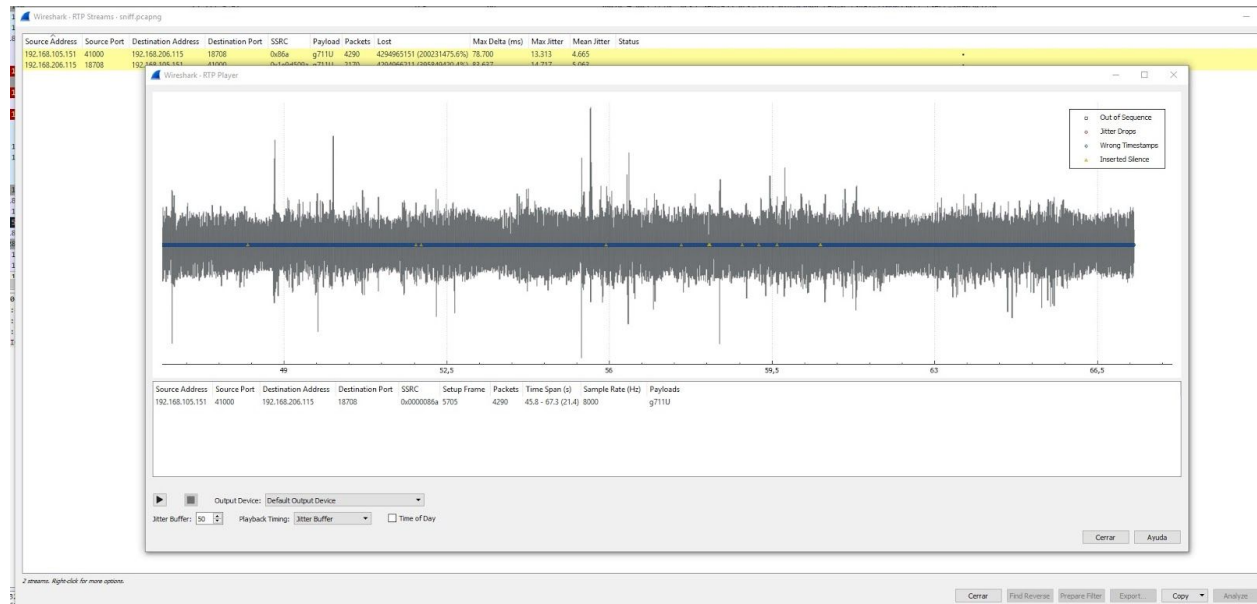 Wireshark - RTP Streams - sniff.pcapng
Source Address Source Port Destination Address Destination Port SSRC Payload Packets Lost Max Delta (ms) Max Jitter Mean Jitter Status
192.168.105.151 41000 192.168.206.115 18708 0x86a g711U 4290 4294965151 (200231475.6%) 78.700 13.313 4.665
192.168.206.115 18708 192.168.105.151 41000
Wireshark - RTP Player
Out of Sequence
Jitter Drops
Wrong Timestamps
Inserted Silence
49 52,5 56 59,5 63 66,5
Source Address Source Port Destination Address Destination Port SSRC Setup Frame Packets Time Span (s) Sample Rate (Hz) Payloads
192.168.105.151 41000 192.168.206.115 18708 0x0000086a 5705 4290 45.8 - 67.3 (21.4) 8000 g711U
Output Device: Default Output Device
Jitter Buffer: 50 Playback Timing: Jitter Buffer Time of Day
Cerrar Ayuda
2 streams. Right-click for more options.
Cerrar Find Reverse Prepare Filter Export... Copy Analyze